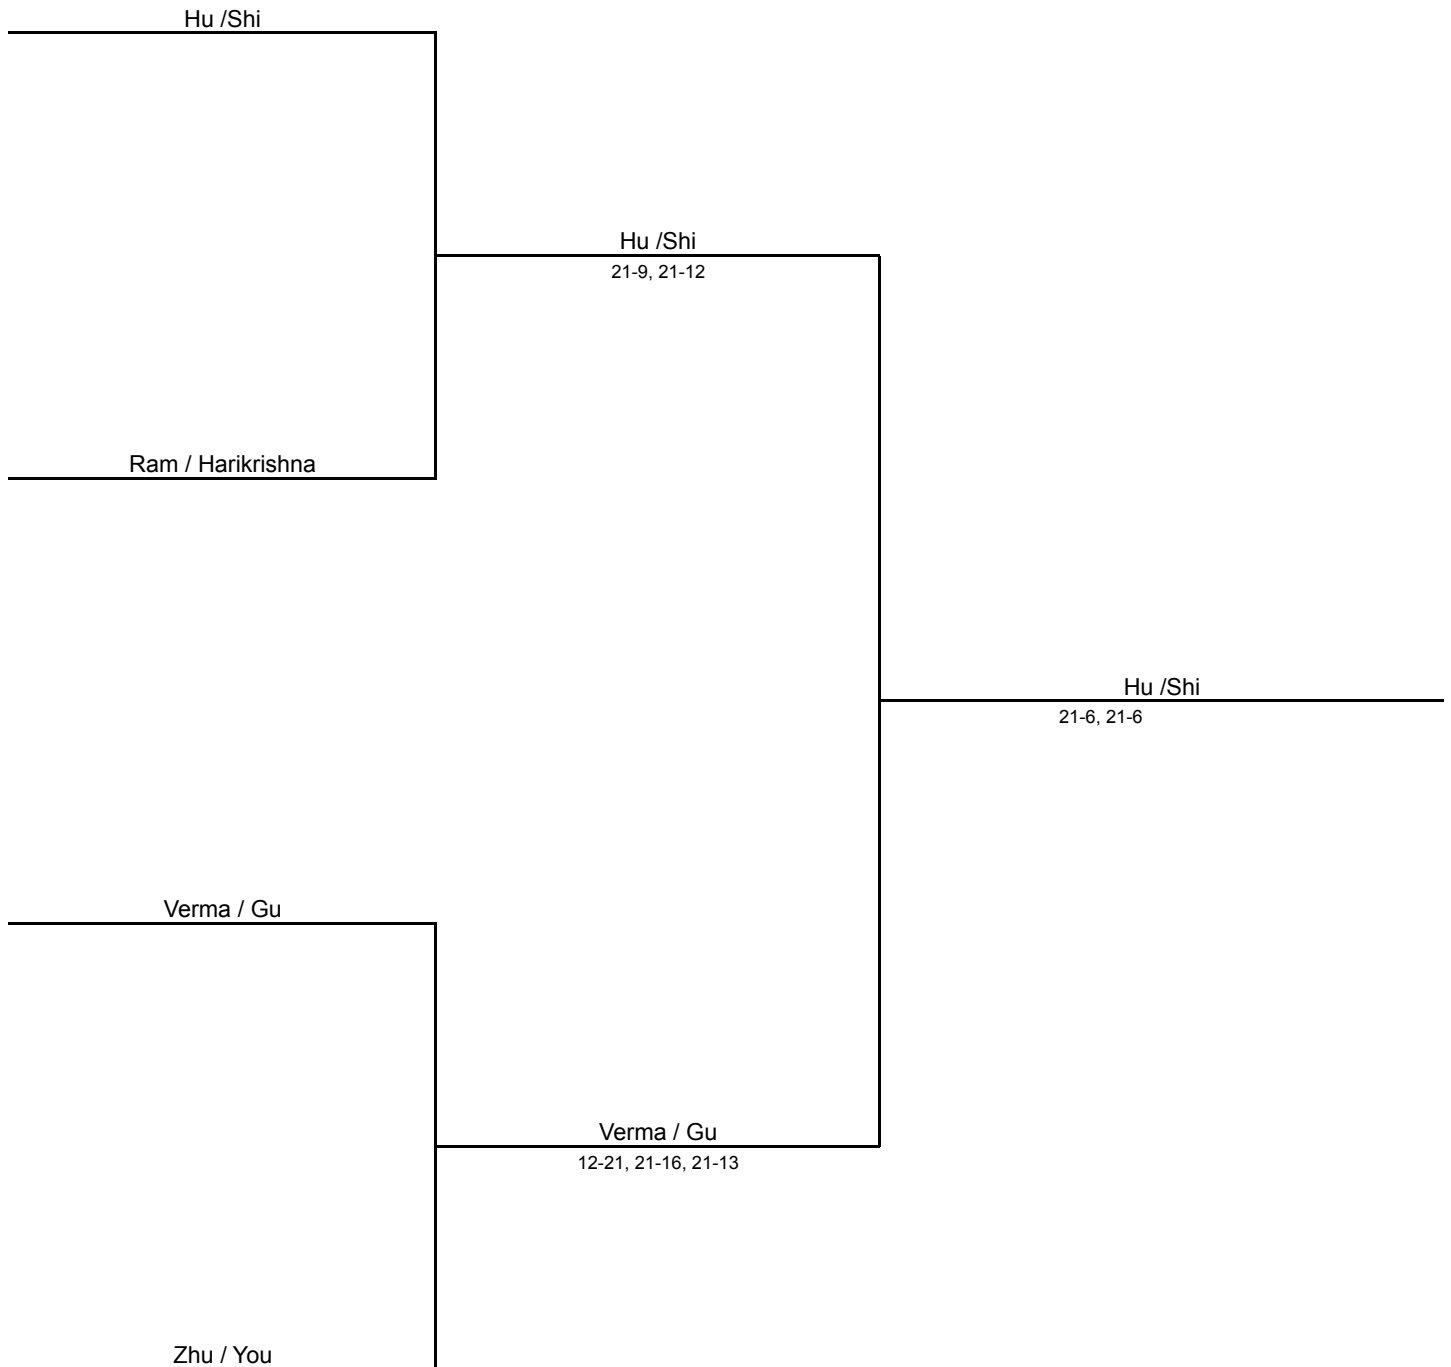 Hu /Shi
Hu /Shi
21-9, 21-12
Ram / Harikrishna
Hu /Shi
21-6, 21-6
Verma / Gu
Verma / Gu
12-21, 21-16, 21-13
Zhu / You